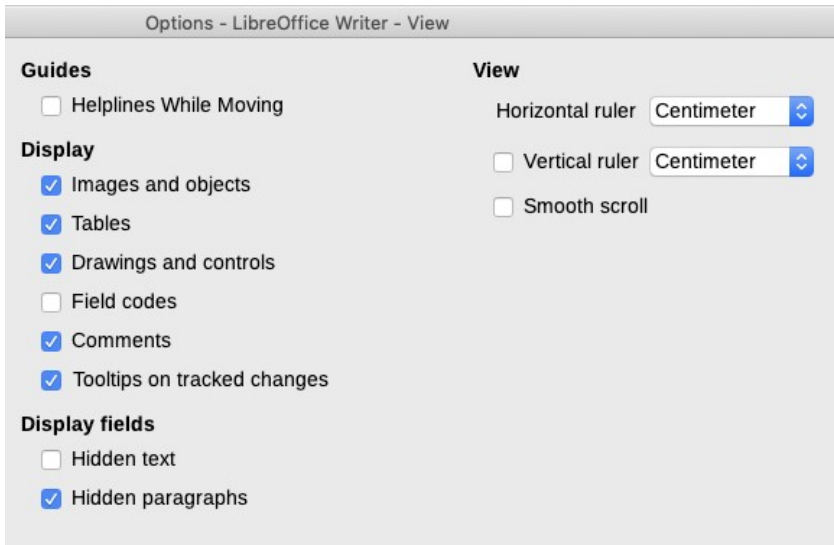 Options - LibreOffice Writer - View
Guides
Helplines While Moving
Display
Images and objects
Tables
Drawings and controls
Field codes
Comments
Tooltips on tracked changes
Display fields
Hidden text
Hidden paragraphs
View
Horizontal ruler Centimeter
Vertical ruler Centimeter
Smooth scroll